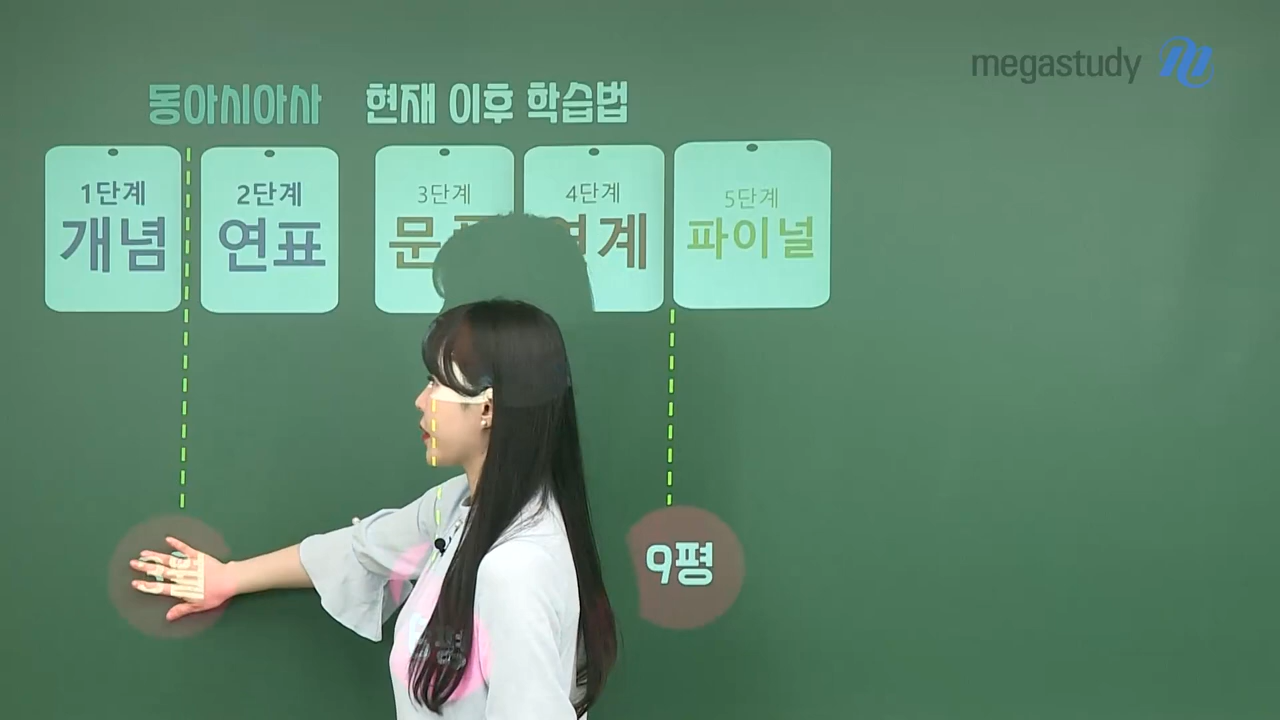 megastudy
동아시아사 현재 이후 학습법
1단계
개념
2단계
연표
3단계
4단계
5단계
파이널
9평